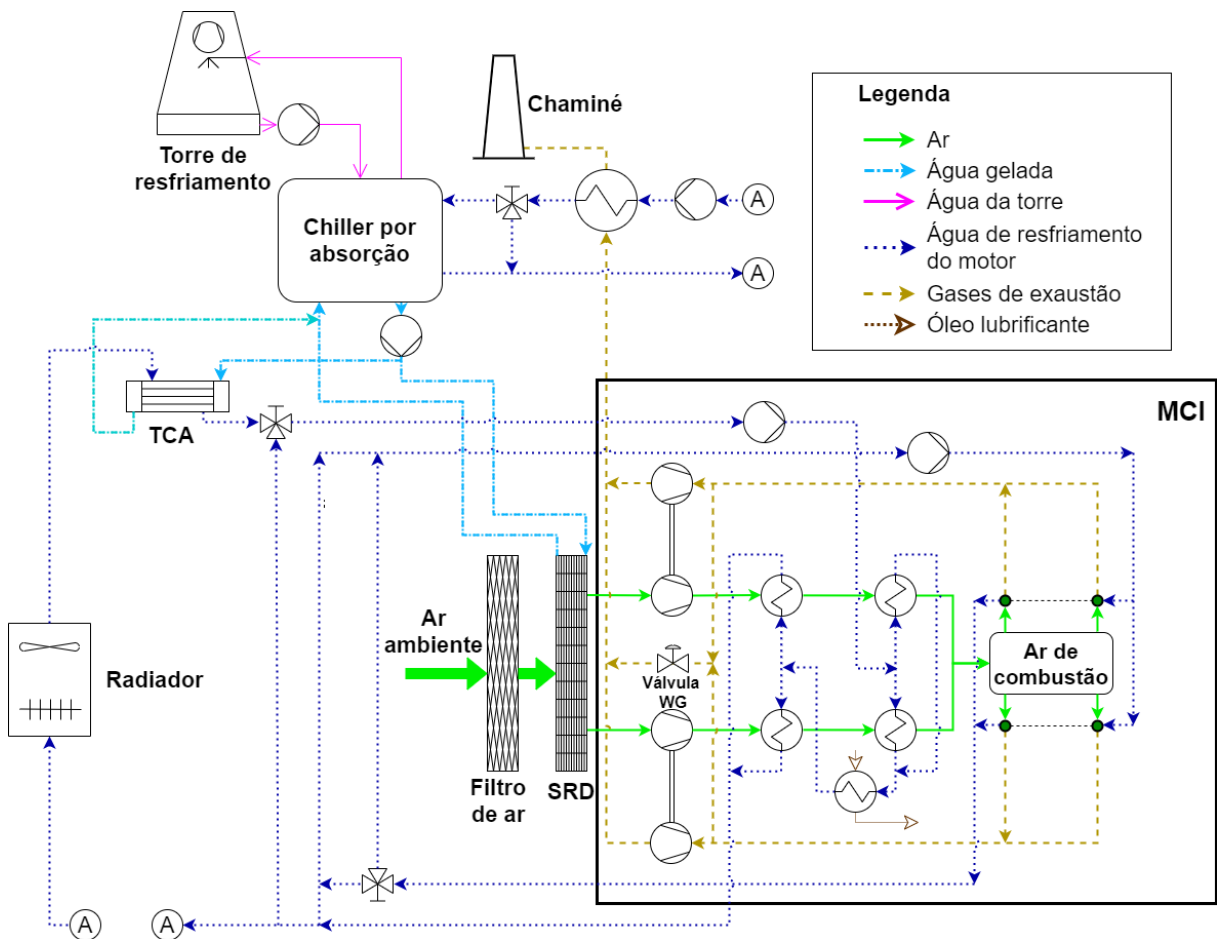 Torre de
resfriamento
Chaminé
Chiller por
absorção
A
A
Legenda
Ar
Água gelada
Água da torre
Água de resfriamento
do motor
Gases de exaustão
Óleo lubrificante
TCA
MCI
Radiador
Ar
ambiente
Filtro
de ar
SRD
Válvula
WG
Ar de
combustão
A
A